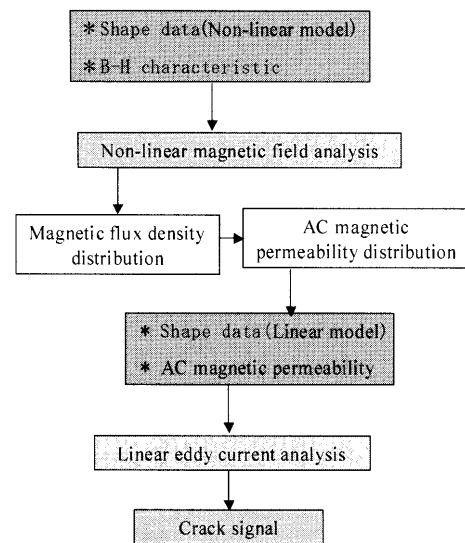 * Shape data(Non-linear model)
* B-H characteristic
Non-linear magnetic field analysis
Magnetic flux density
distribution
AC magnetic
permeability distribution
* Shape data(Linear model)
* AC magnetic permeability
Linear eddy current analysis
Crack signal